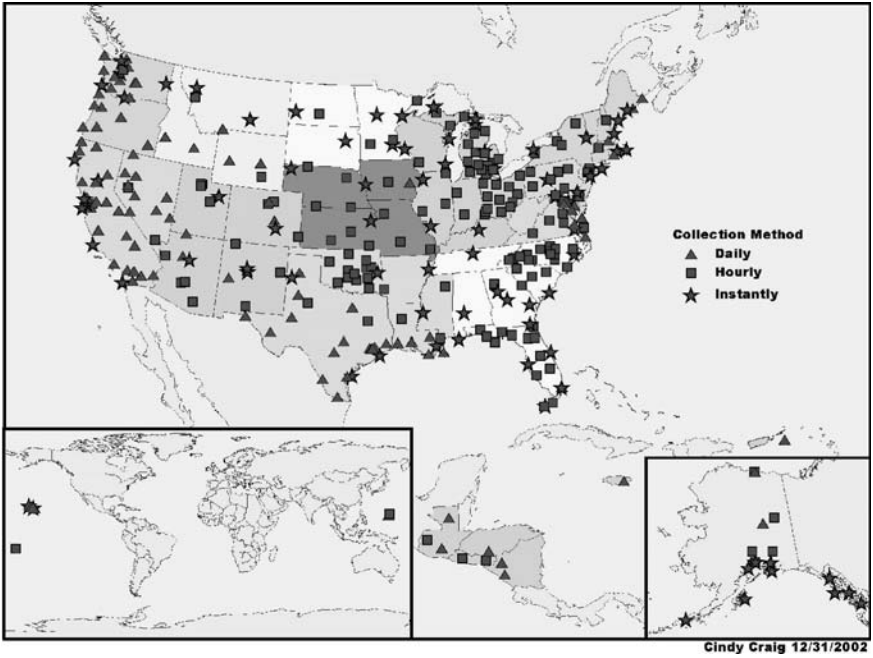 Collection Method
Daily
Hourly
Instantly
Cindy Craig 12/31/2002